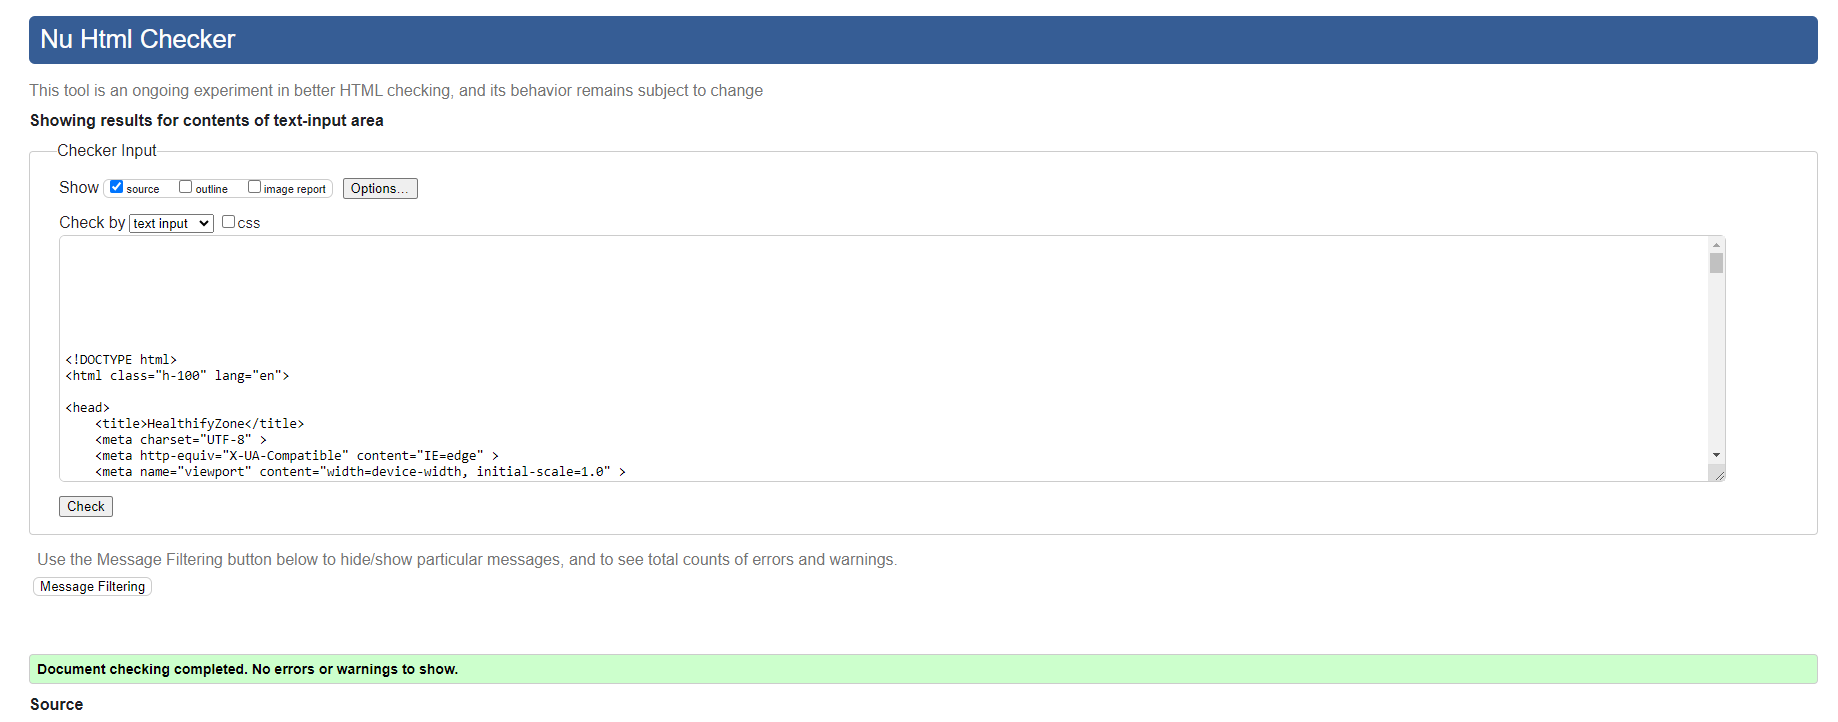 Nu Html Checker
This tool is an ongoing experiment in better HTML checking, and its behavior remains subject to change
Showing results for contents of text-input area
Checker Input
Show source outline image report Options...
Check by text input css
<!DOCTYPE html>
<html class="h-100" lang="en">
<head>
<title>HealthifyZone</title>
<meta charset="UTF-8" >
<meta http-equiv="X-UA-Compatible" content="IE=edge" >
<meta name="viewport" content="width=device-width, initial-scale=1.0" >
Check
Use the Message Filtering button below to hide/show particular messages, and to see total counts of errors and warnings.
Message Filtering
Document checking completed. No errors or warnings to show.
Source